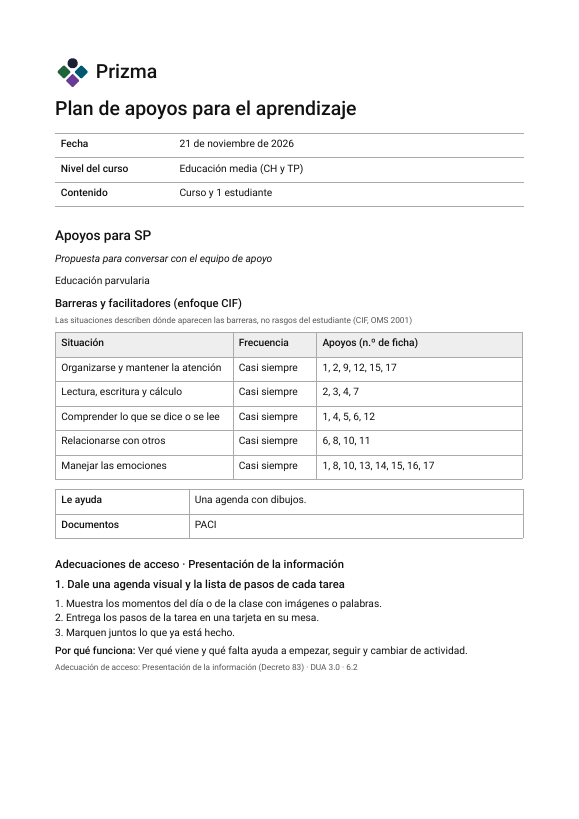 Prizma
Plan de apoyos para el aprendizaje
Fecha 21 de noviembre de 2026
Nivel del curso Educación media (CH y TP)
Contenido Curso y 1 estudiante
Apoyos para SP
Propuesta para conversar con el equipo de apoyo
Educación parvularia
Barreras y facilitadores (enfoque CIF)
Las situaciones describen dónde aparecen las barreras, no rasgos del estudiante (CIF, OMS 2001)
Situación Frecuencia Apoyos (n.º de ficha)
Organizarse y mantener la atención Casi siempre 1, 2, 9, 12, 15, 17
Lectura, escritura y cálculo Casi siempre 2, 3, 4, 7
Comprender lo que se dice o se lee Casi siempre 1, 4, 5, 6, 12
Relacionarse con otros Casi siempre 6, 8, 10, 11
Manejar las emociones Casi siempre 1, 8, 10, 13, 14, 15, 16, 17
Le ayuda Una agenda con dibujos.
Documentos PACI
Adecuaciones de acceso · Presentación de la información
1. Dale una agenda visual y la lista de pasos de cada tarea
1. Muestra los momentos del día o de la clase con imágenes o palabras.
2. Entrega los pasos de la tarea en una tarjeta en su mesa.
3. Marquen juntos lo que ya está hecho.
Por qué funciona: Ver qué viene y qué falta ayuda a empezar, seguir y cambiar de actividad.
Adecuación de acceso: Presentación de la información (Decreto 83) · DUA 3.0 · 6.2